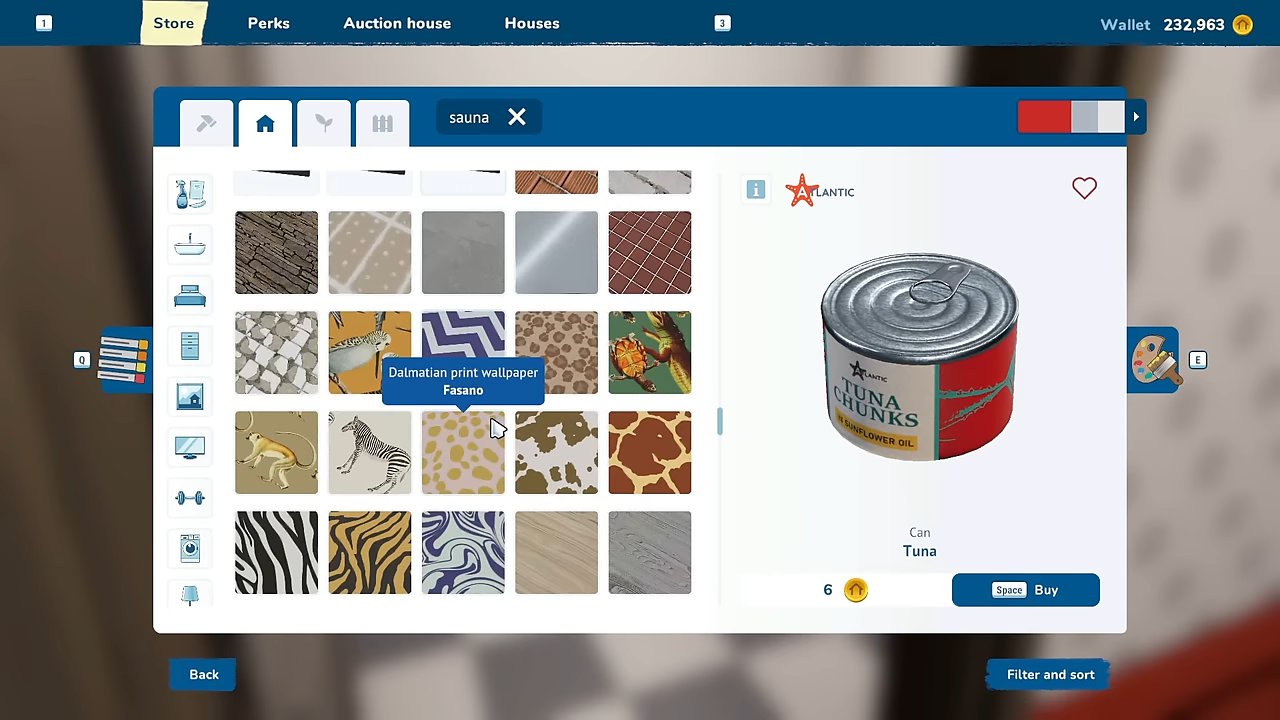 1
Store
Perks
Auction house
Houses
3
Wallet 232,963
sauna
ATLANTIC
Q
Dalmatian print wallpaper
Fasano
E
ATLANTIC
TUNA
CHUNKS
IN SUNFLOWER OIL
Can
Tuna
6
Space Buy
Back
Filter and sort